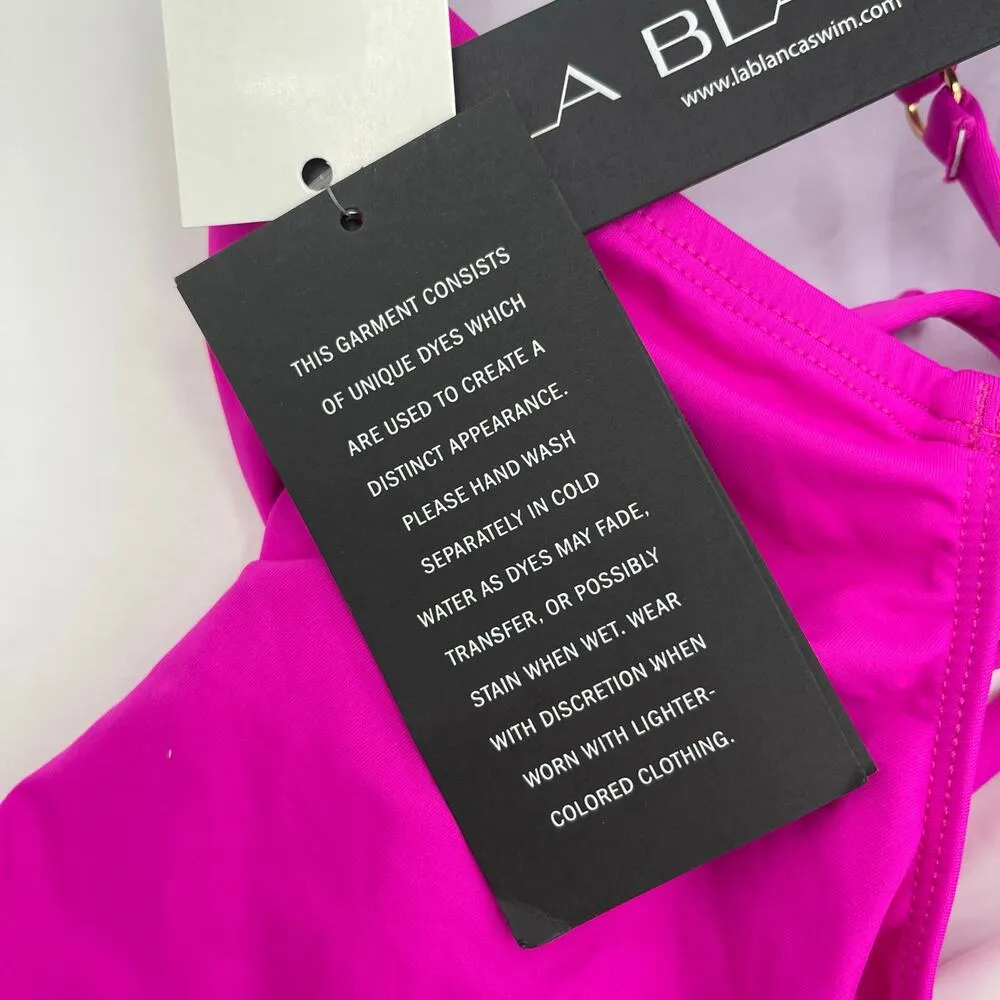 LA BLA
www.lablancaswim.com
THIS GARMENT CONSISTS
OF UNIQUE DYES WHICH
ARE USED TO CREATE A
DISTINCT APPEARANCE.
PLEASE HAND WASH
SEPARATELY IN COLD
WATER AS DYES MAY FADE,
TRANSFER, OR POSSIBLY
STAIN WHEN WET. WEAR
WITH DISCRETION WHEN
WORN WITH LIGHTER-
COLORED CLOTHING.